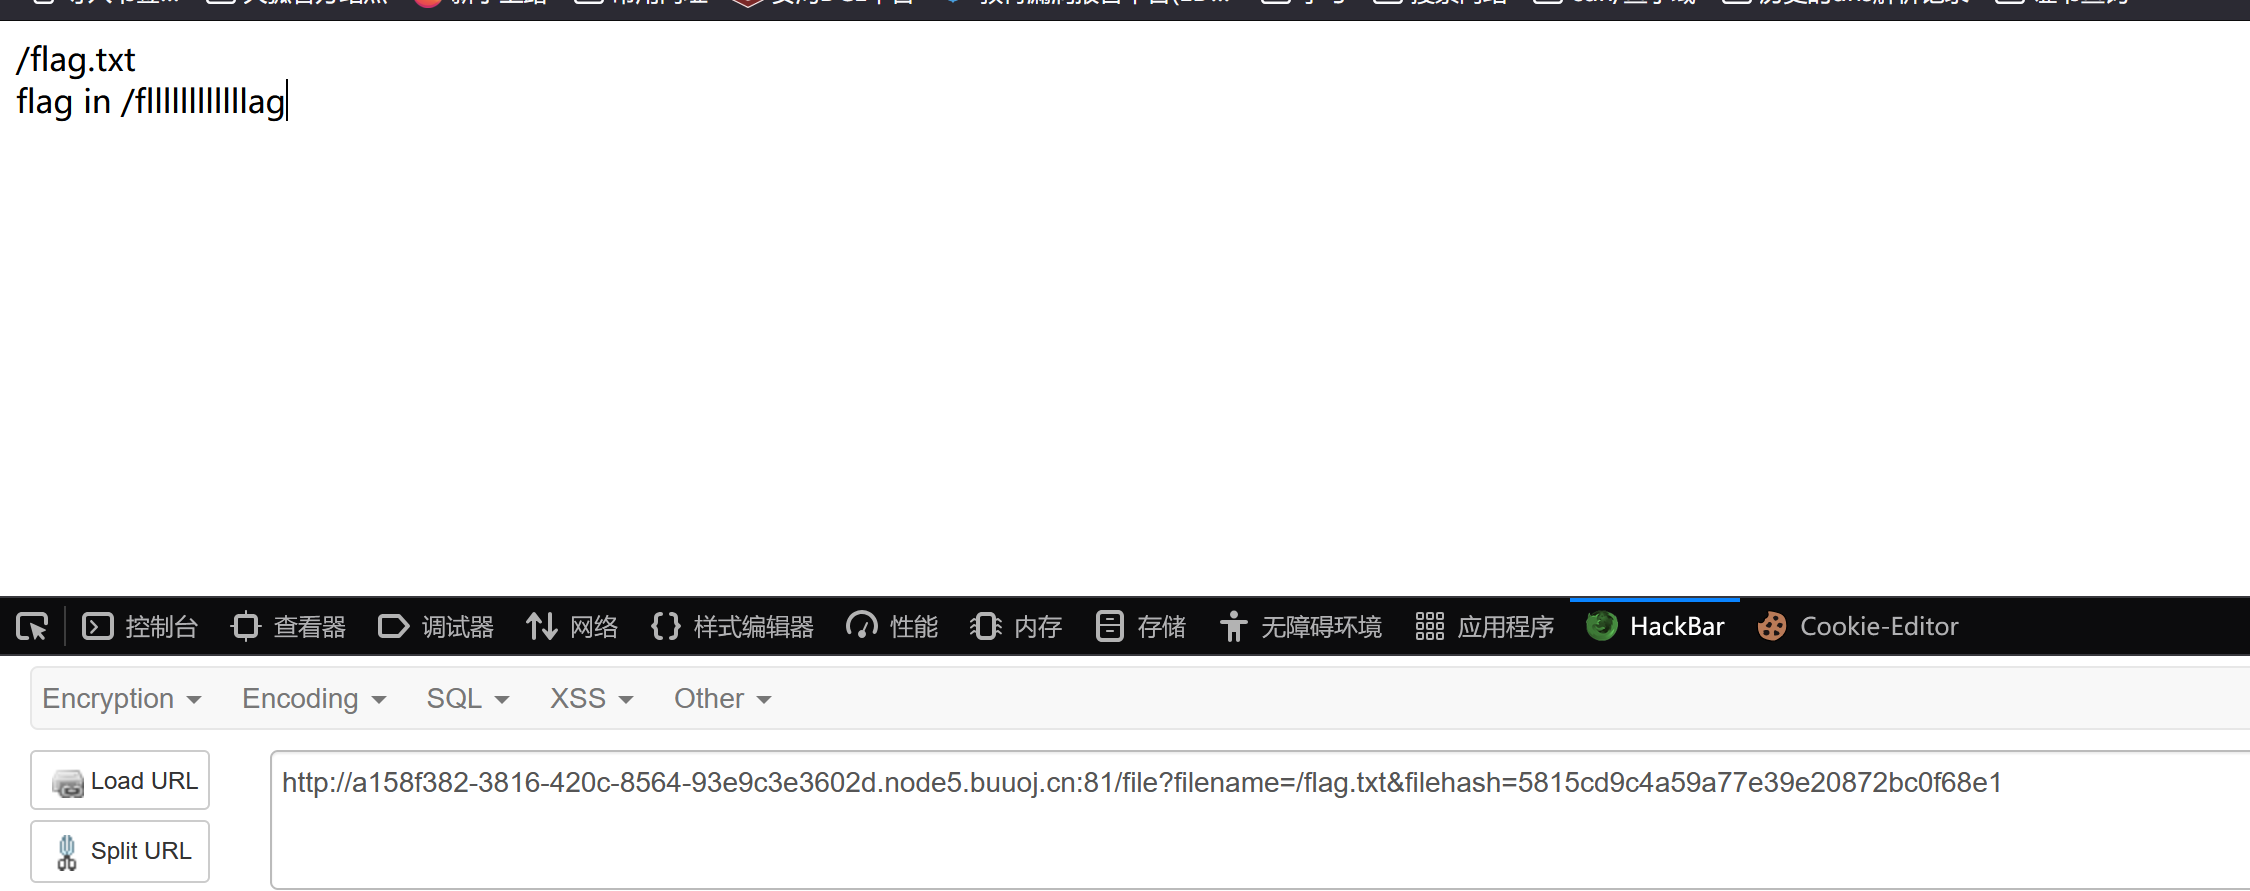 /flag.txt
flag in /fllllllllllllag
控制台 查看器 调试器 网络 样式编辑器 性能 内存 存储 无障碍环境 应用程序 HackBar Cookie-Editor
Encryption Encoding SQL XSS Other
Load URL
http://a158f382-3816-420c-8564-93e9c3e3602d.node5.buuoj.cn:81/file?filename=/flag.txt&filehash=5815cd9c4a59a77e39e20872bc0f68e1
Split URL